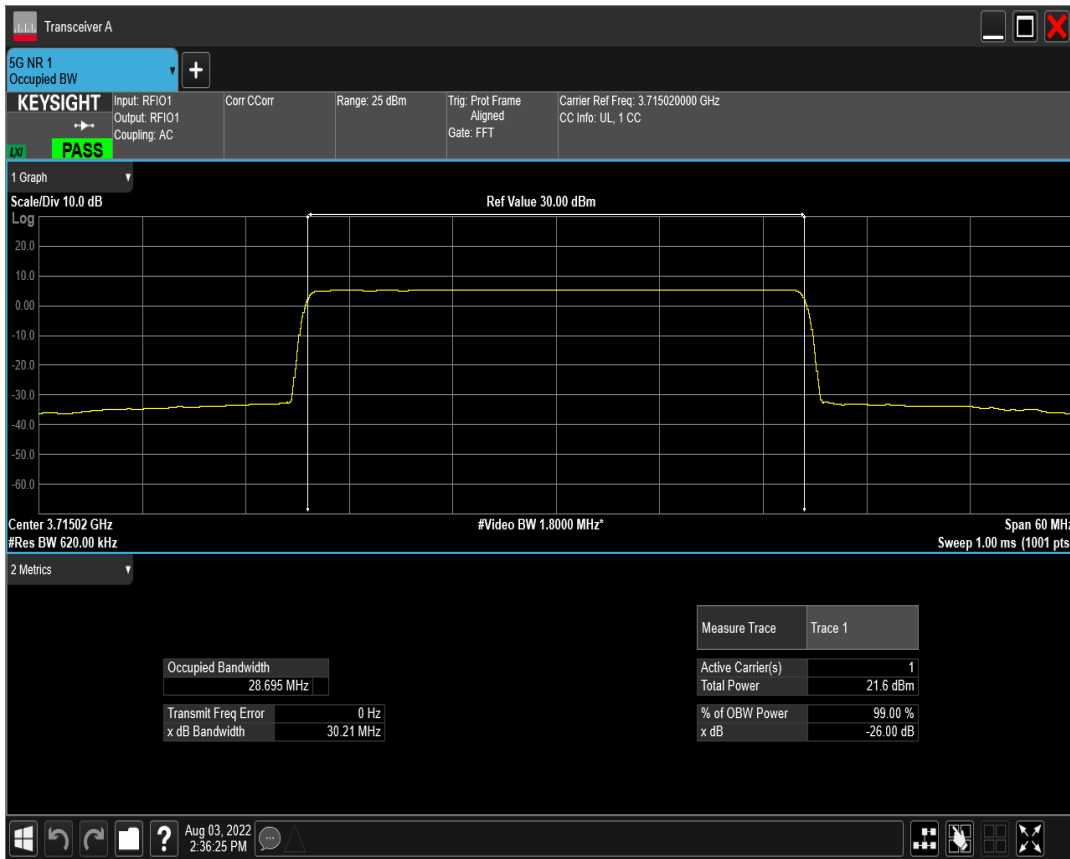 Transceiver A
5G NR 1
Occupied BW
+
KEYSIGHT
LXI
PASS
Input: RFIO1
Output: RFIO1
Coupling: AC
Corr CCorr
Range: 25 dBm
Trig: Prot Frame
Aligned
Gate: FFT
Carrier Ref Freq: 3.715020000 GHz
CC Info: UL, 1 CC
1 Graph
Scale/Div 10.0 dB
Ref Value 30.00 dBm
Log
20.0
10.0
0.00
-10.0
-20.0
-30.0
-40.0
-50.0
-60.0
Center 3.71502 GHz
#Video BW 1.8000 MHz*
Span 60 MHz
#Res BW 620.00 kHz
Sweep 1.00 ms (1001 pts
2 Metrics
Measure Trace Trace 1
Occupied Bandwidth
28.695 MHz
Active Carrier(s) 1
Total Power 21.6 dBm
Transmit Freq Error 0 Hz
x dB Bandwidth 30.21 MHz
% of OBW Power 99.00 %
x dB -26.00 dB
?
Aug 03, 2022
2:36:25 PM